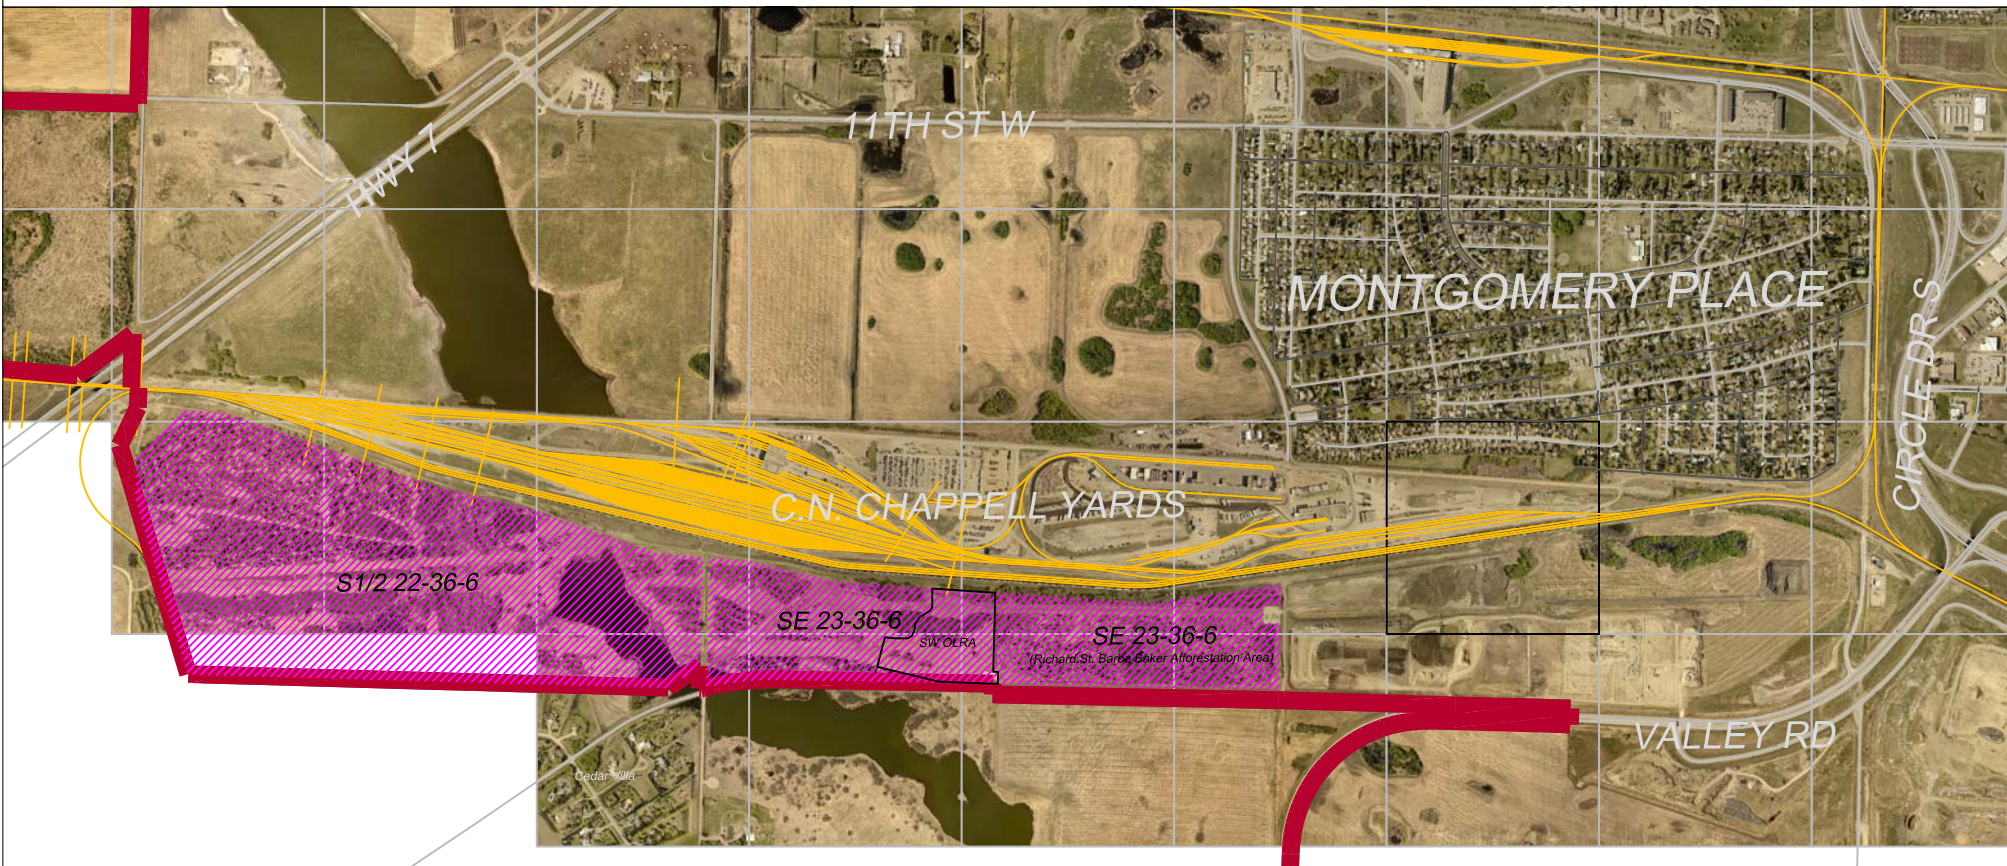 11TH ST W
HWY 7
MONTGOMERY PLACE
CIRCLE DR S
C.N. CHAPPELL YARDS
S1/2 22-36-6
SE 23-36-6
SW OLRA
SE 23-36-6
(Richard St. Barbe Baker Afforestation Area)
VALLEY RD
Cedar Villa